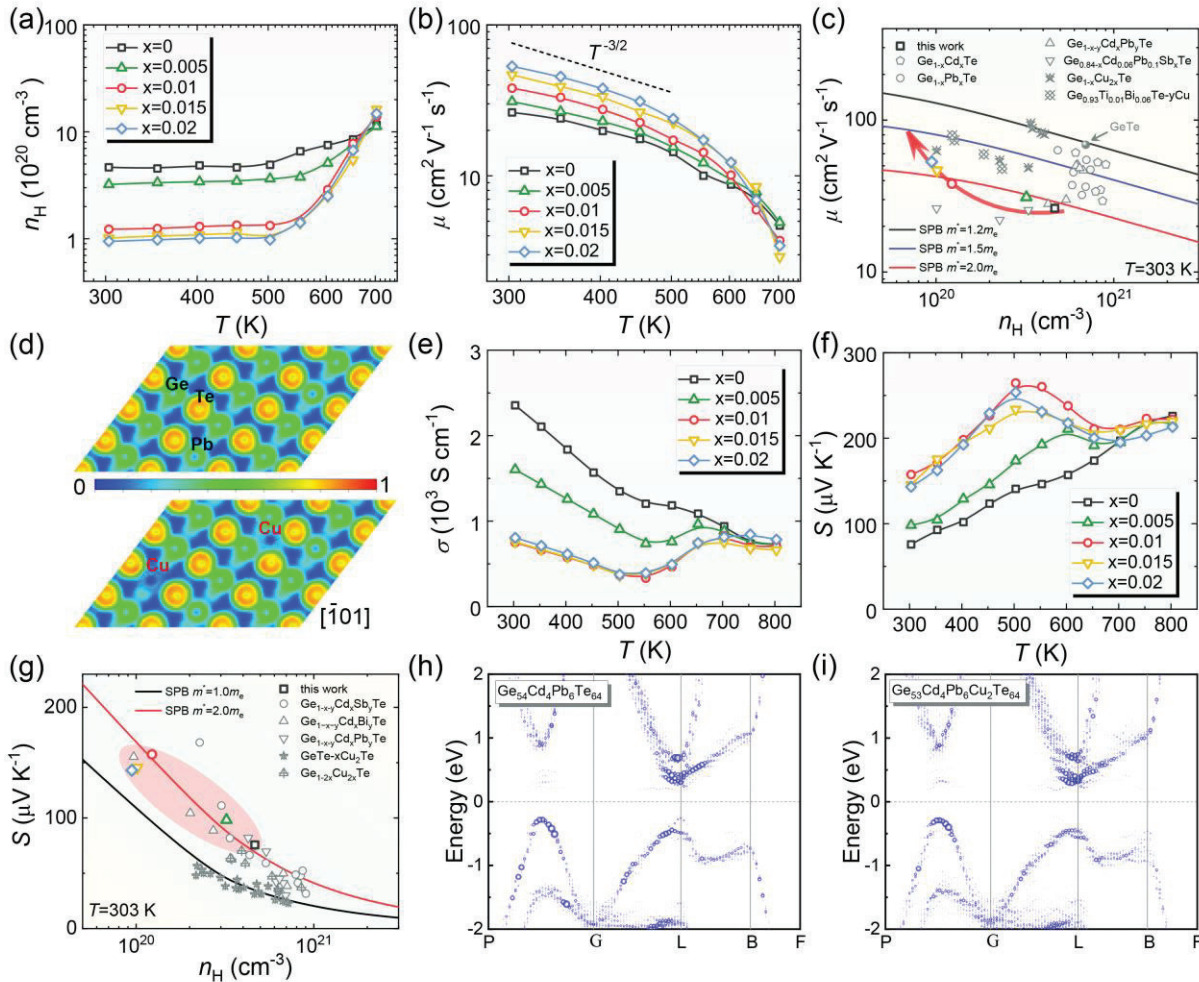 (a)
100
10
1
n_H (10^20 cm^-3)
x=0
x=0.005
x=0.01
x=0.015
x=0.02
300 400 500 600 700
T (K)
(b)
100
10
μ (cm² V⁻¹ s⁻¹)
T^-3/2
x=0
x=0.005
x=0.01
x=0.015
x=0.02
300 400 500 600 700
T (K)
(c)
100
10
μ (cm² V⁻¹ s⁻¹)
this work
Ge1-xCdxTe
Ge1-xPbxTe
Ge1-x-yCdxPbyTe
Ge0.84-xCd0.06Pb0.1SbxTe
Ge1-xCu2xTe
Ge0.93Ti0.01Bi0.06Te-yCu
GeTe
SPB m*=1.2me
SPB m*=1.5me
SPB m*=2.0me
T=303 K
10^20 10^21
n_H (cm^-3)
(d)
Ge
Te
Pb
0 1
Cu
Cu
[1̄01]
(e)
3
2
1
0
σ (10³ S cm⁻¹)
x=0
x=0.005
x=0.01
x=0.015
x=0.02
300 400 500 600 700 800
T (K)
(f)
300
200
100
0
S (μV K⁻¹)
x=0
x=0.005
x=0.01
x=0.015
x=0.02
300 400 500 600 700 800
T (K)
(g)
200
100
0
S (μV K⁻¹)
SPB m*=1.0me
SPB m*=2.0me
this work
Ge1-x-yCdxSbyTe
Ge1-x-yCdxBiyTe
Ge1-x-yCdxPbyTe
GeTe-xCu2Te
Ge1-2xCu2xTe
T=303 K
10^20 10^21
n_H (cm^-3)
(h)
2
1
0
-1
-2
Energy (eV)
Ge54Cd4Pb6Te64
P G L B F
(i)
2
1
0
-1
-2
Energy (eV)
Ge53Cd4Pb6Cu2Te64
P G L B F